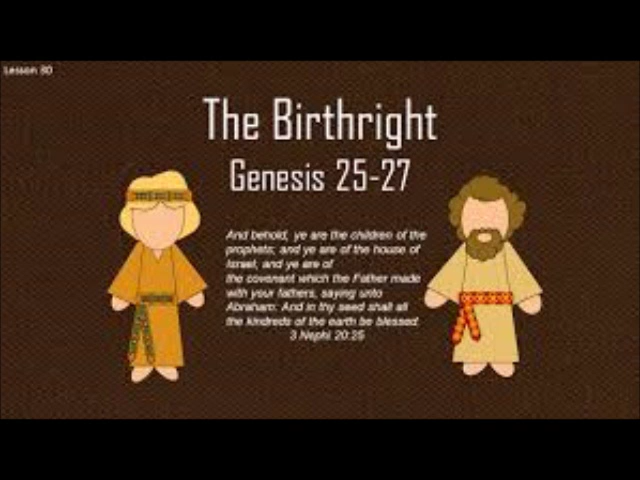 Lesson 30
The Birthright
Genesis 25-27
And behold, ye are the children of the
prophets; and ye are of the house of
Israel; and ye are of
the covenant which the Father made
with your fathers, saying unto
Abraham: And in thy seed shall all
the kindreds of the earth be blessed.
3 Nephi 20:25